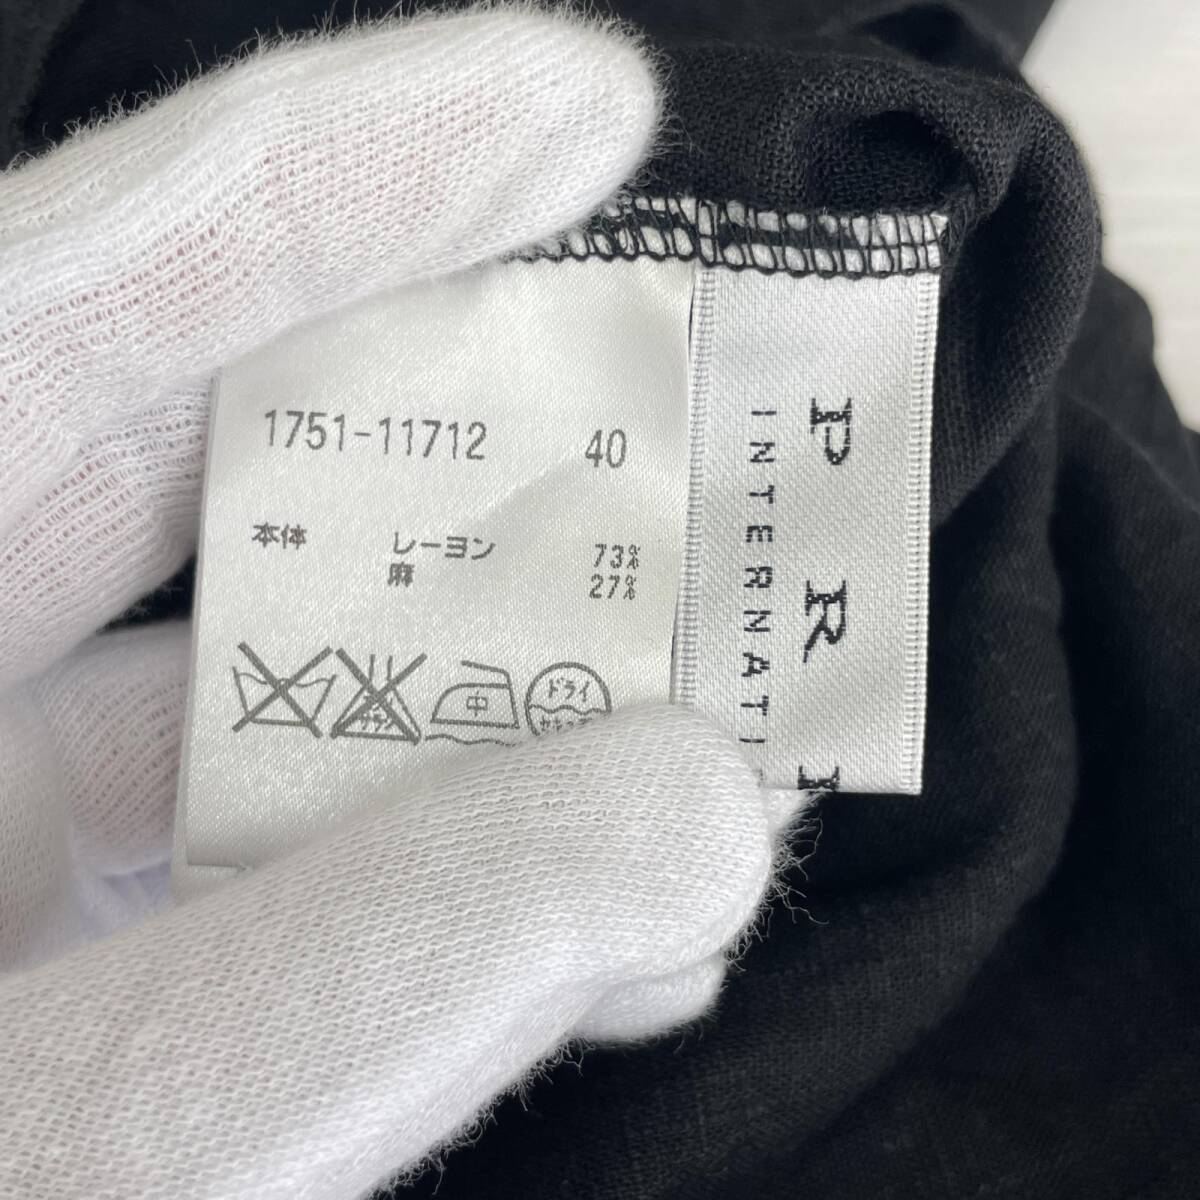 1751-11712 40
本体 レーヨン 73%
麻 27%
中
ドライ
P R
INTERNATI